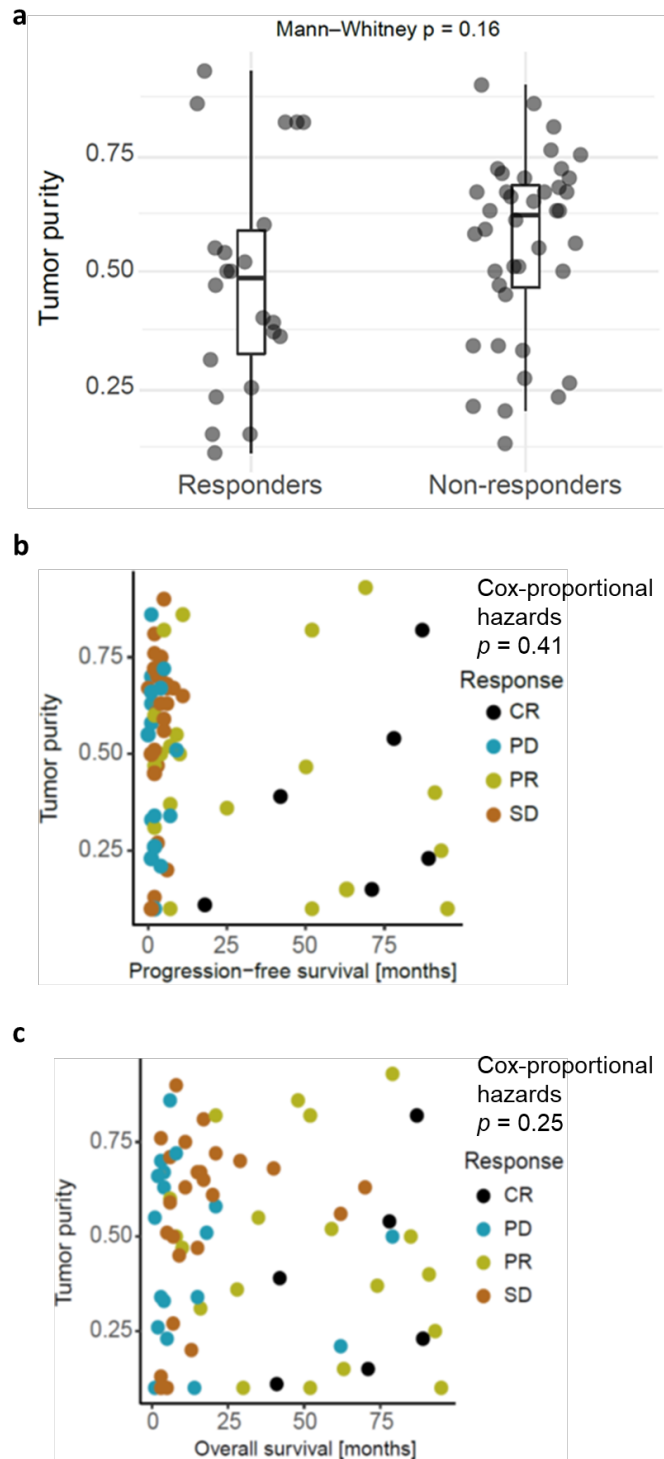 a
Mann–Whitney p = 0.16
Tumor purity
0.75
0.50
0.25
Responders
Non-responders
b
Cox-proportional
hazards
p = 0.41
Response
CR
PD
PR
SD
Tumor purity
0.75
0.50
0.25
0
25
50
75
Progression−free survival [months]
c
Cox-proportional
hazards
p = 0.25
Response
CR
PD
PR
SD
Tumor purity
0.75
0.50
0.25
0
25
50
75
Overall survival [months]